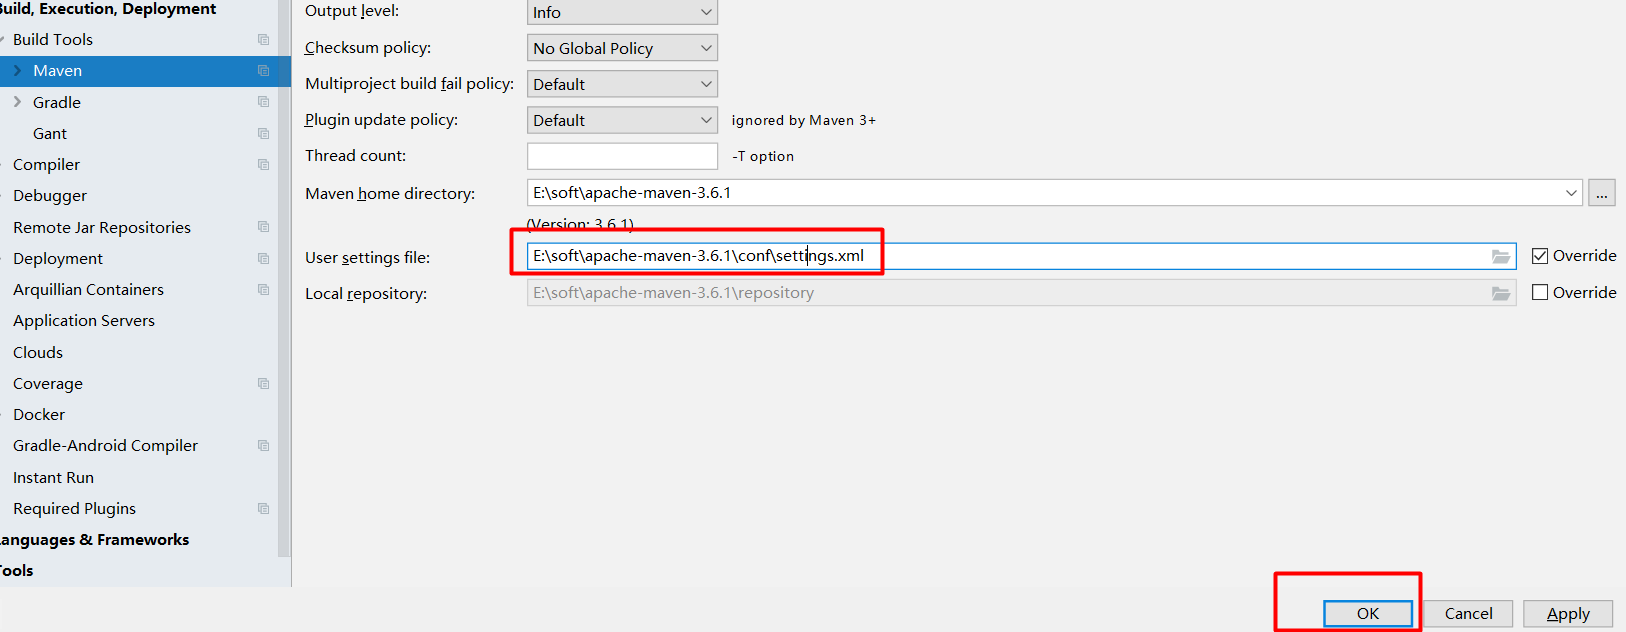 Build, Execution, Deployment
Build Tools
Maven
Gradle
Gant
Compiler
Debugger
Remote Jar Repositories
Deployment
Arquillian Containers
Application Servers
Clouds
Coverage
Docker
Gradle-Android Compiler
Instant Run
Required Plugins
Languages & Frameworks
Tools
Output level: Info
Checksum policy: No Global Policy
Multiproject build fail policy: Default
Plugin update policy: Default ignored by Maven 3+
Thread count: -T option
Maven home directory: E:\soft\apache-maven-3.6.1 ...
(Version: 3.6.1)
User settings file: E:\soft\apache-maven-3.6.1\conf\settings.xml Override
Local repository: E:\soft\apache-maven-3.6.1\repository Override
OK Cancel Apply